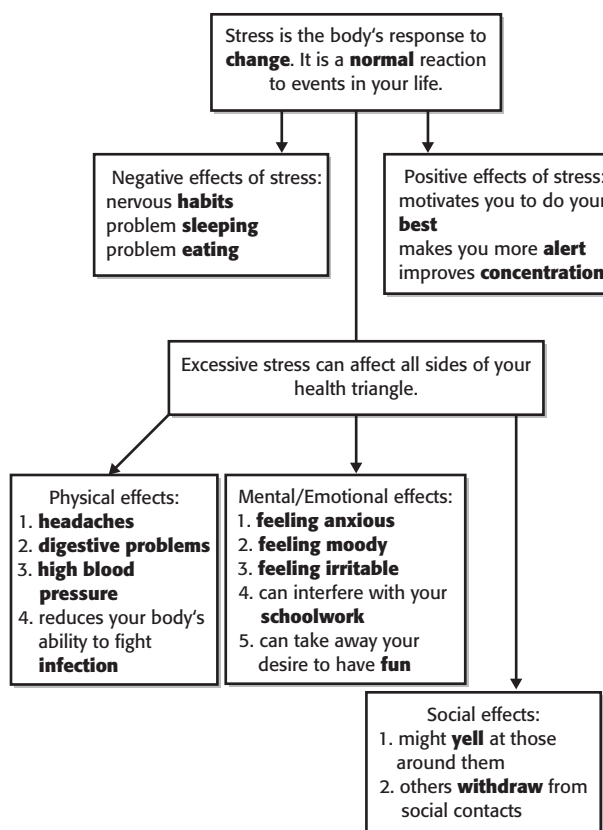 Stress is the body's response to
change. It is a normal reaction
to events in your life.
Negative effects of stress:
nervous habits
problem sleeping
problem eating
Positive effects of stress:
motivates you to do your
best
makes you more alert
improves concentration
Excessive stress can affect all sides of your
health triangle.
Physical effects:
1. headaches
2. digestive problems
3. high blood
pressure
4. reduces your body's
ability to fight
infection
Mental/Emotional effects:
1. feeling anxious
2. feeling moody
3. feeling irritable
4. can interfere with your
schoolwork
5. can take away your
desire to have fun
Social effects:
1. might yell at those
around them
2. others withdraw from
social contacts